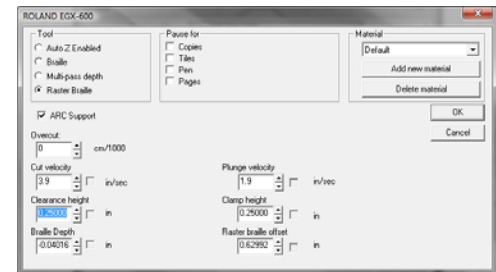 ROLAND EGX-600
Tool
Auto Z Enabled
Braille
Multi-pass depth
Raster Braille
Pause for
Copies
Tiles
Pen
Pages
Material
Default
Add new material
Delete material
OK
Cancel
ARC Support
Overcut:
0 cm/1000
Cut velocity
3.9 in/sec
Plunge velocity
1.9 in/sec
Clearance height
0.25000 in
Clamp height
0.25000 in
Braille Depth
-0.04016 in
Raster braille offset
0.62992 in